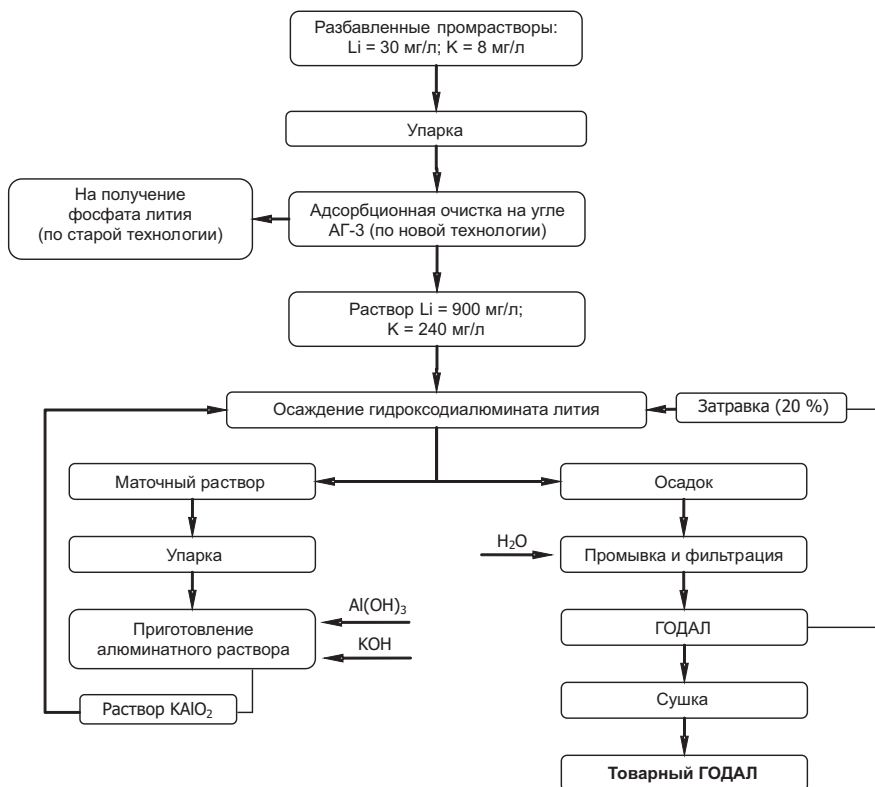 Разбавленные промрастворы:
Li = 30 мг/л; K = 8 мг/л
Упарка
На получение
фосфата лития
(по старой технологии)
Адсорбционная очистка на угле
АГ-3 (по новой технологии)
Раствор Li = 900 мг/л;
K = 240 мг/л
Осаждение гидроксодиалюмината лития
Затравка (20 %)
Маточный раствор
Осадок
Упарка
H₂O
Промывка и фильтрация
Приготовление
алюминатного раствора
Al(OH)₃
KOH
ГОДАЛ
Раствор KAlO₂
Сушка
Товарный ГОДАЛ